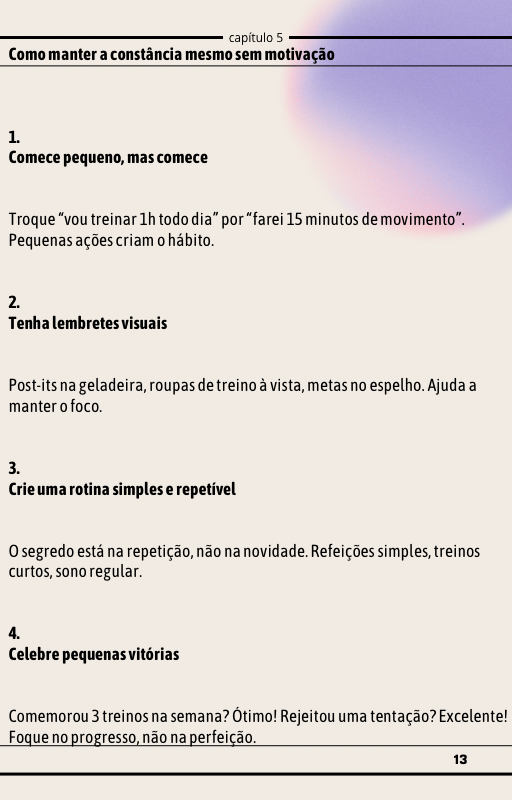 capítulo 5
Como manter a constância mesmo sem motivação
1.
Comece pequeno, mas comece
Troque “vou treinar 1h todo dia” por “farei 15 minutos de movimento”.
Pequenas ações criam o hábito.
2.
Tenha lembretes visuais
Post-its na geladeira, roupas de treino à vista, metas no espelho. Ajuda a
manter o foco.
3.
Crie uma rotina simples e repetível
O segredo está na repetição, não na novidade. Refeições simples, treinos
curtos, sono regular.
4.
Celebre pequenas vitórias
Comemorou 3 treinos na semana? Ótimo! Rejeitou uma tentação? Excelente!
Foque no progresso, não na perfeição.
13